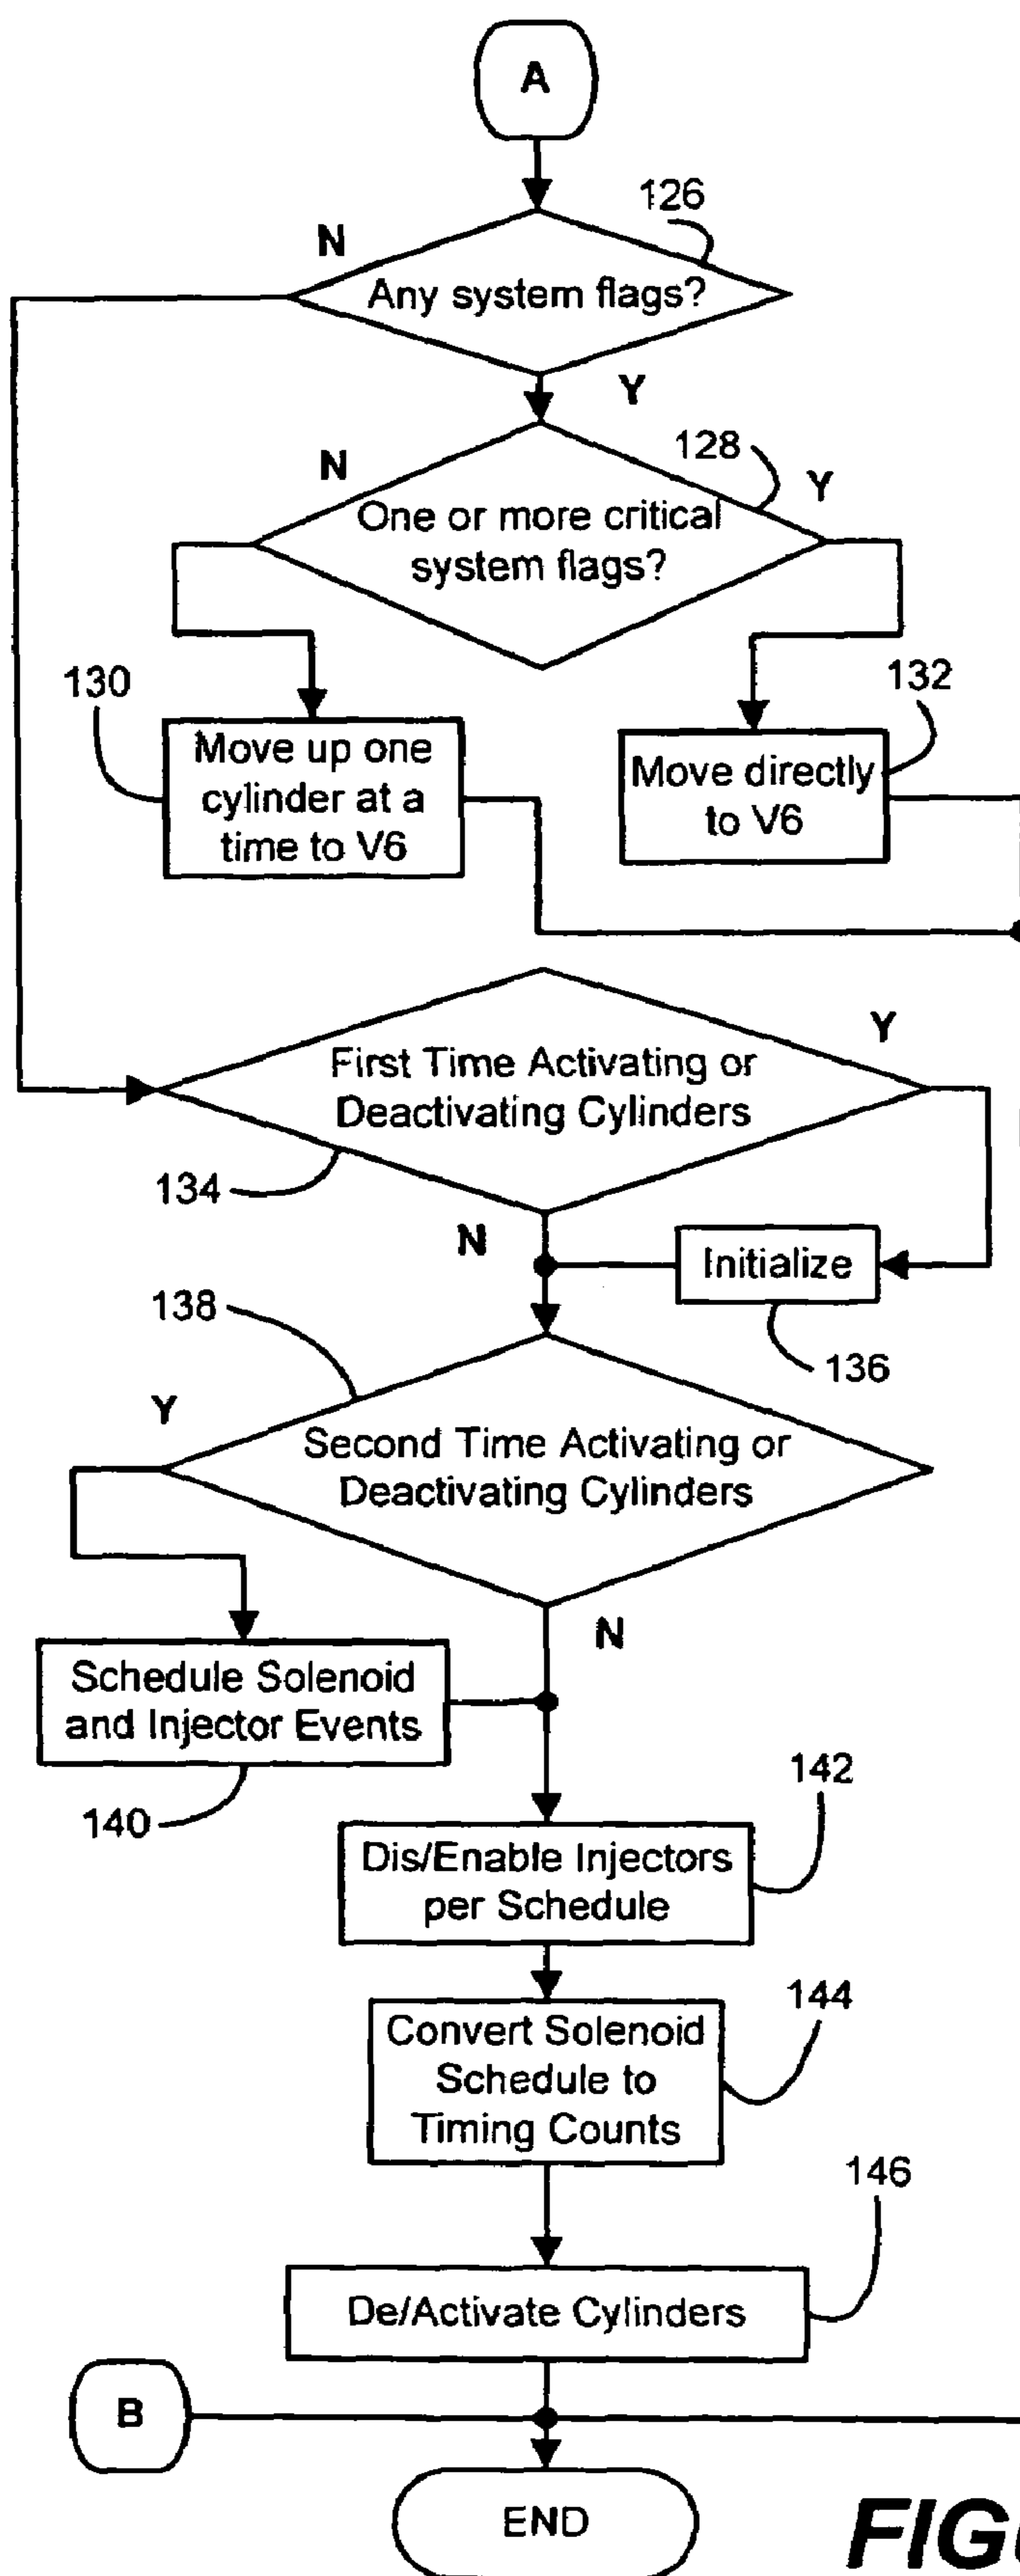 A
126
N
Any system flags?
Y
128
N
Y
One or more critical
system flags?
130
132
Move up one
cylinder at a
time to V6
Move directly
to V6
Y
First Time Activating or
Deactivating Cylinders
134
N
Initialize
138
136
Y
Second Time Activating or
Deactivating Cylinders
N
Schedule Solenoid
and Injector Events
142
140
Dis/Enable Injectors
per Schedule
144
Convert Solenoid
Schedule to
Timing Counts
146
De/Activate Cylinders
B
END